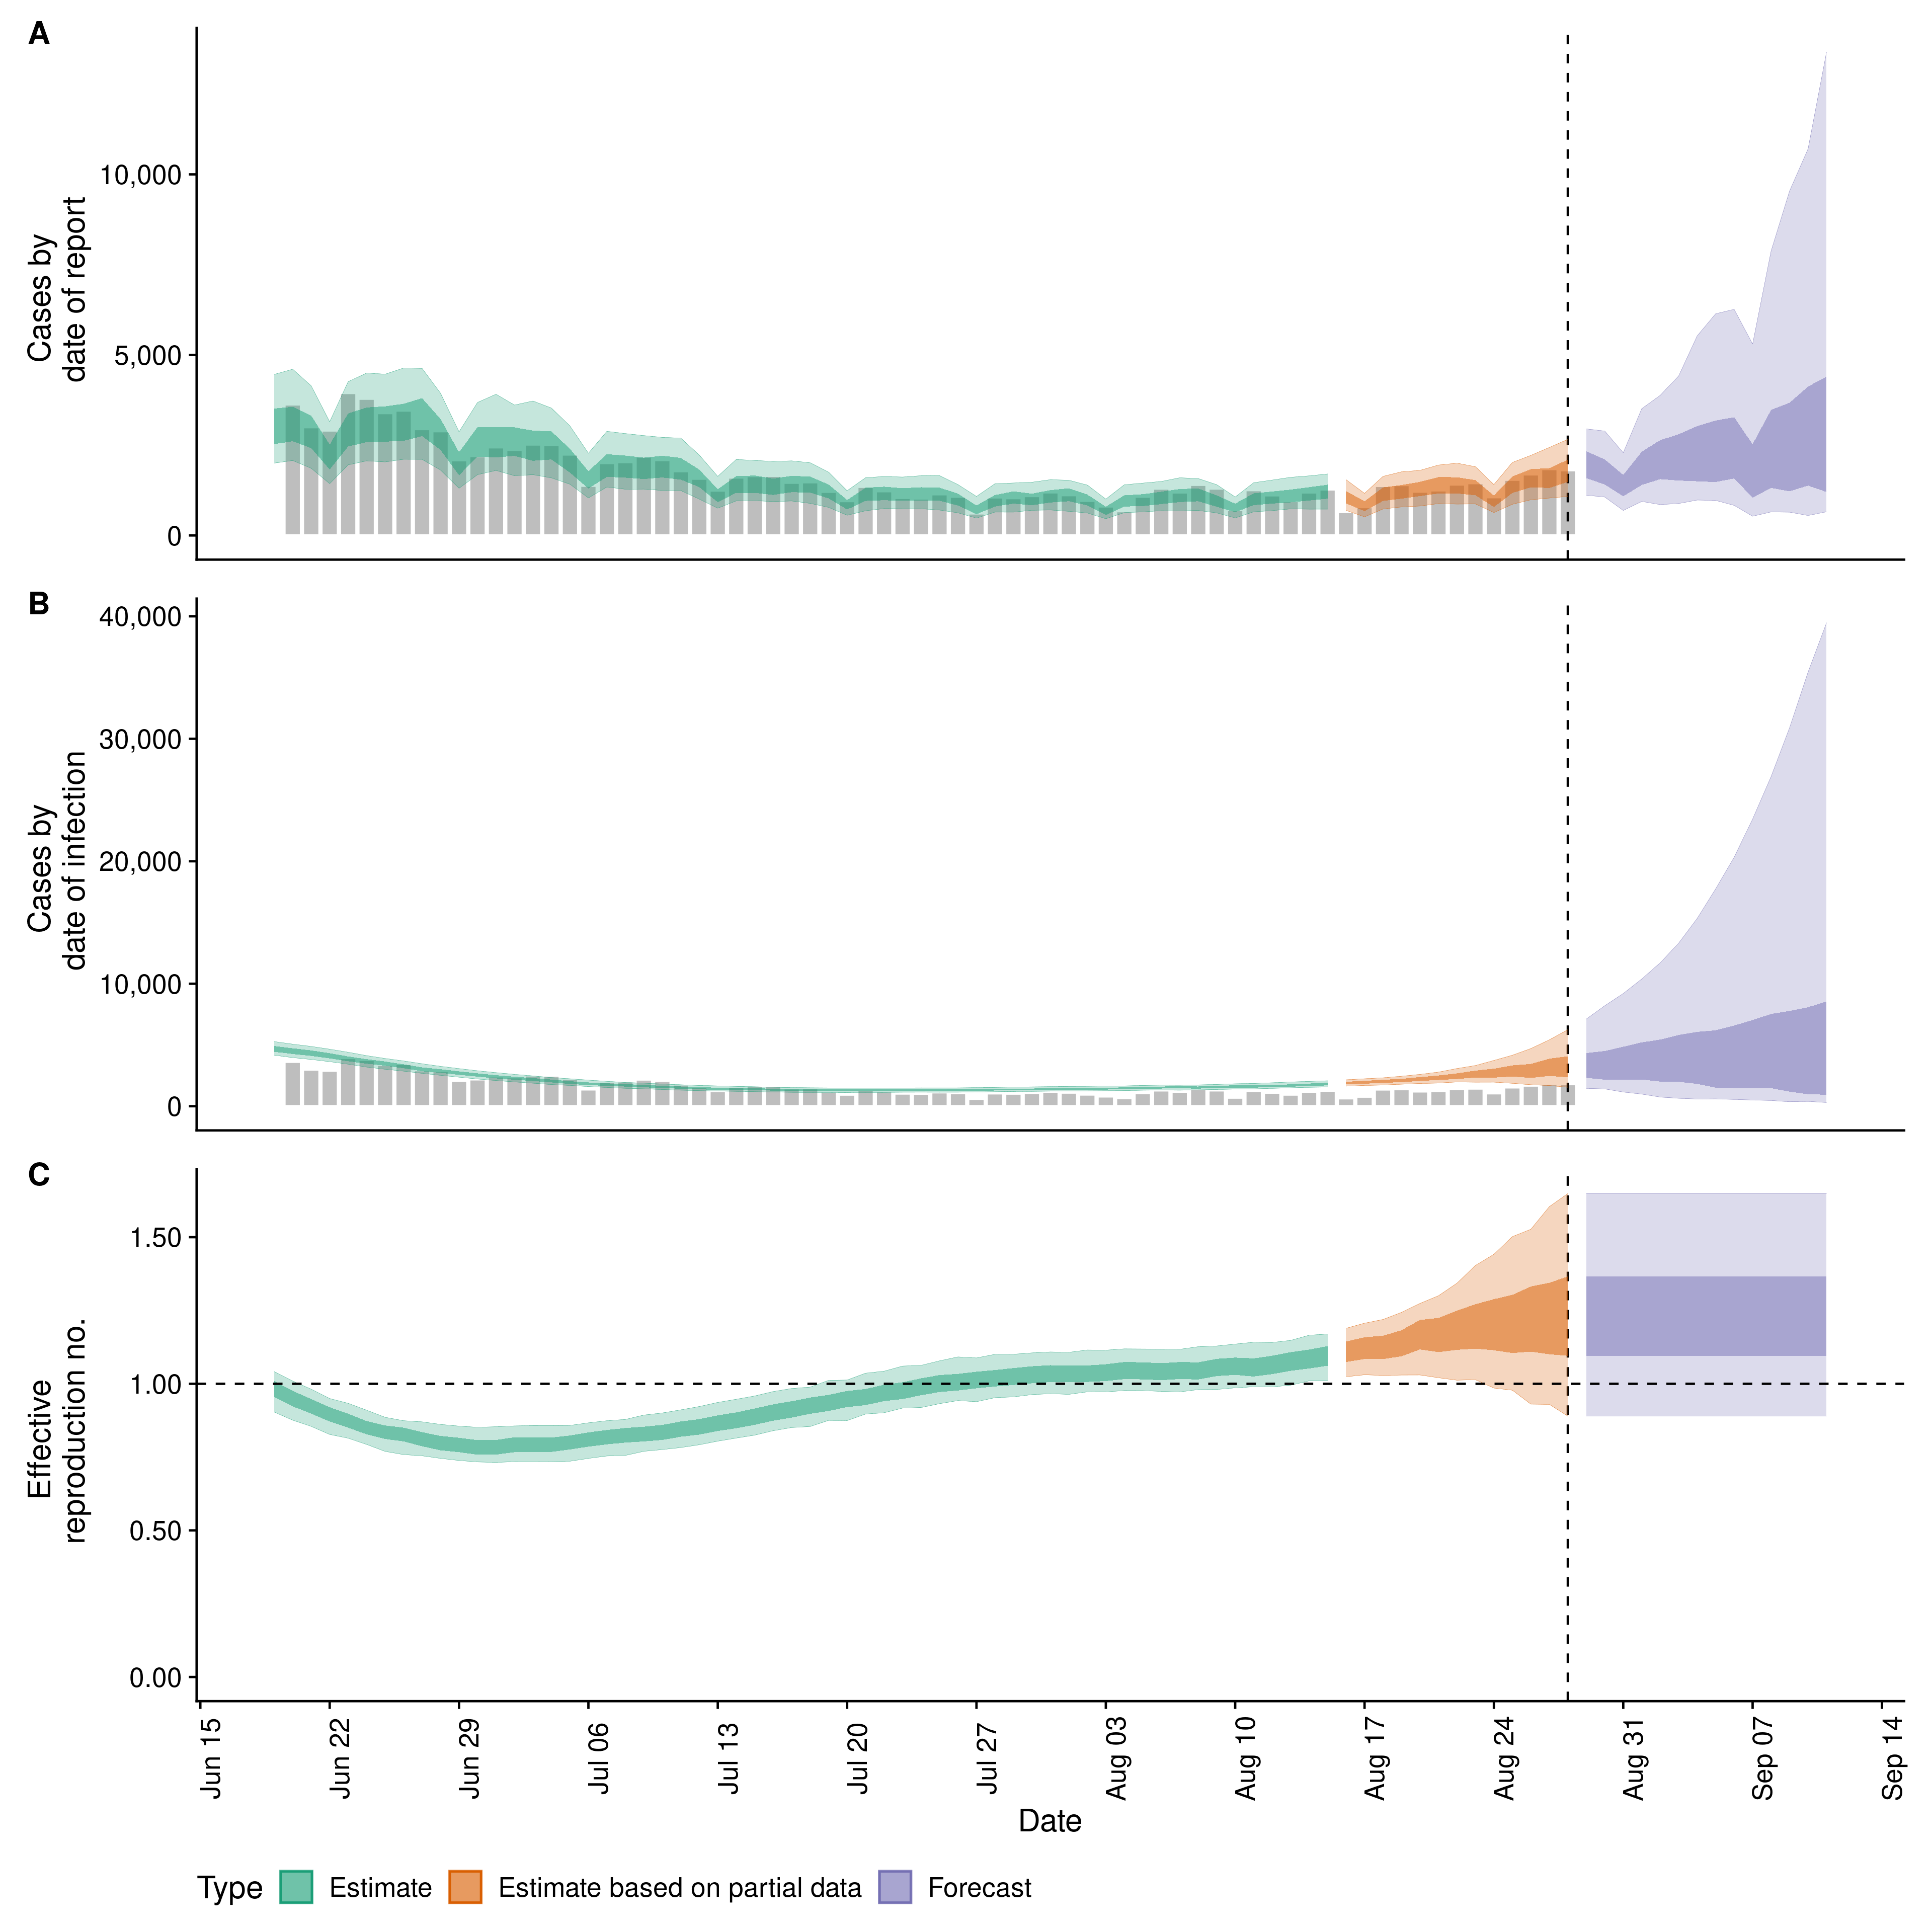 A
Cases by
date of report
10,000
5,000
0
B
Cases by
date of infection
40,000
30,000
20,000
10,000
0
C
Effective
reproduction no.
1.50
1.00
0.50
0.00
Jun 15
Jun 22
Jun 29
Jul 06
Jul 13
Jul 20
Jul 27
Aug 03
Aug 10
Aug 17
Aug 24
Aug 31
Sep 07
Sep 14
Date
Type
Estimate
Estimate based on partial data
Forecast